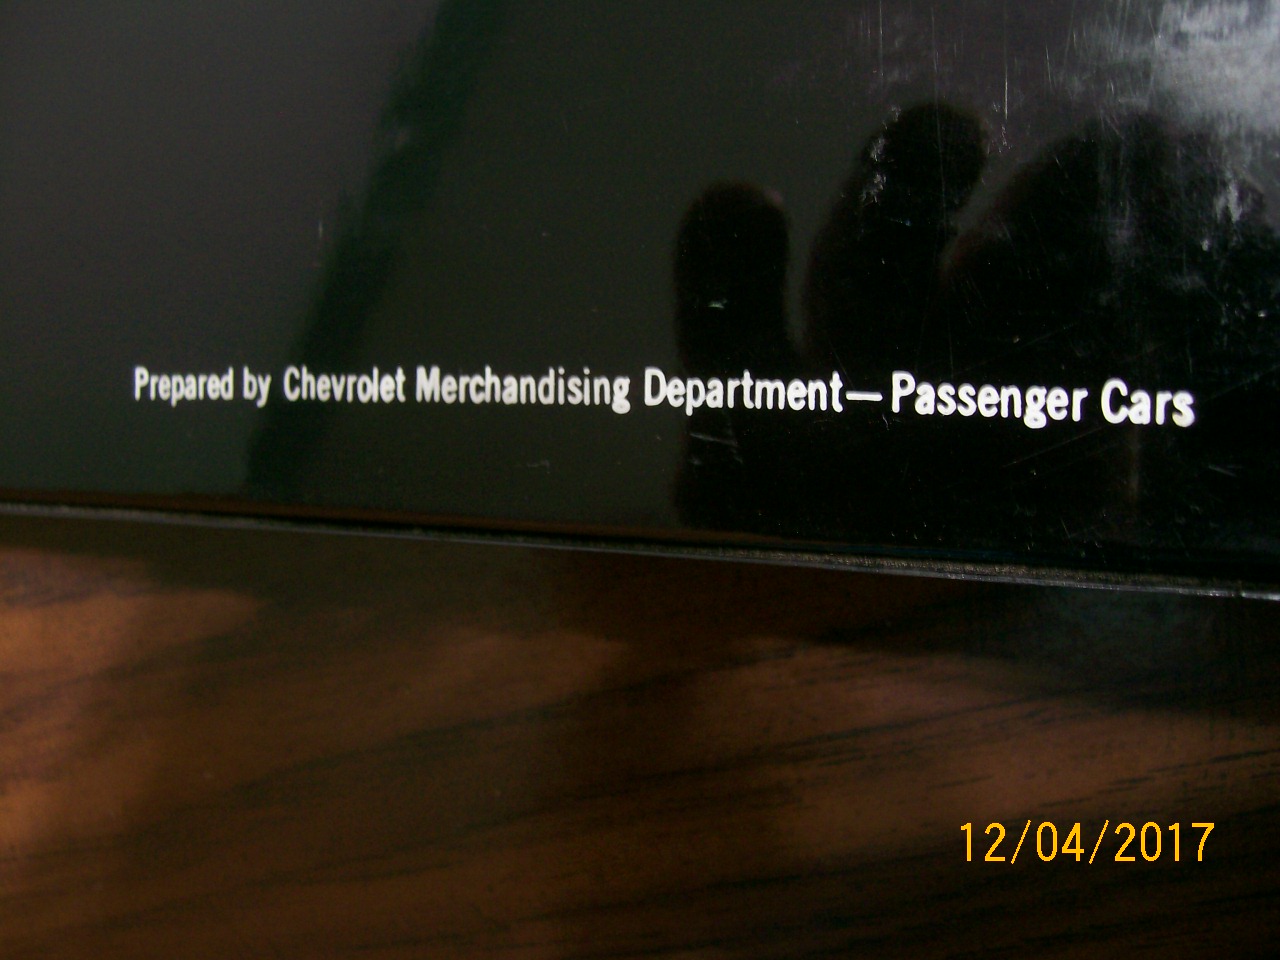 Prepared by Chevrolet Merchandising Department—Passenger Cars
12/04/2017